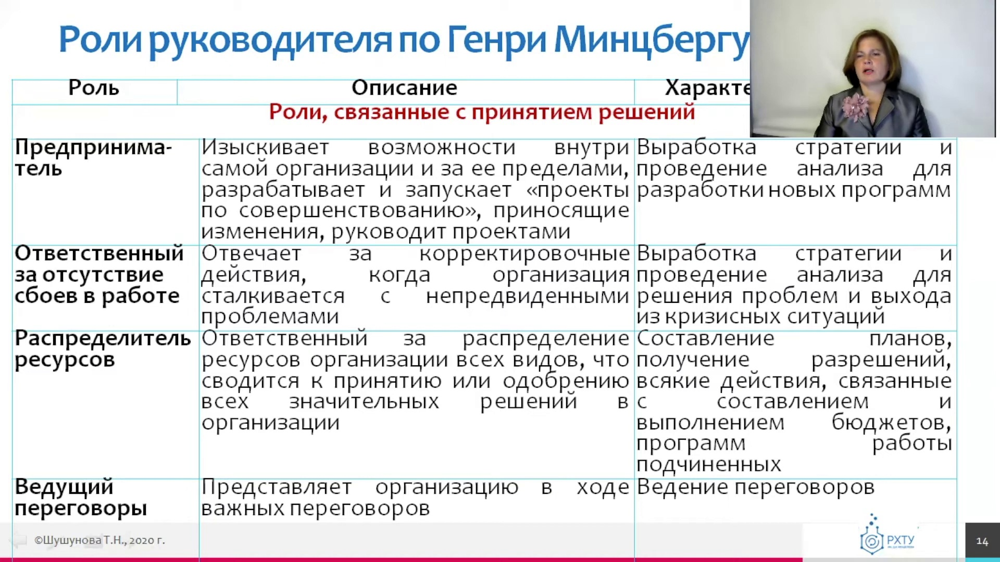 Роли руководителя по Генри Минцбергу
Роль
Описание
Характе
Роли, связанные с принятием решений
Предпринима-
тель
Изыскивает возможности внутри
самой организации и за ее пределами,
разрабатывает и запускает «проекты
по совершенствованию», приносящие
изменения, руководит проектами
Выработка стратегии и
проведение анализа для
разработки новых программ
Ответственный
за отсутствие
сбоев в работе
Отвечает за корректировочные
действия, когда организация
сталкивается с непредвиденными
проблемами
Выработка стратегии и
проведение анализа для
решения проблем и выхода
из кризисных ситуаций
Распределитель
ресурсов
Ответственный за распределение
ресурсов организации всех видов, что
сводится к принятию или одобрению
всех значительных решений в
организации
Составление планов,
получение разрешений,
всякие действия, связанные
с составлением и
выполнением бюджетов,
программ работы
подчиненных
Ведущий
переговоры
Представляет организацию в ходе
важных переговоров
Ведение переговоров
©Шушунова Т.Н., 2020 г.
РХТУ
14